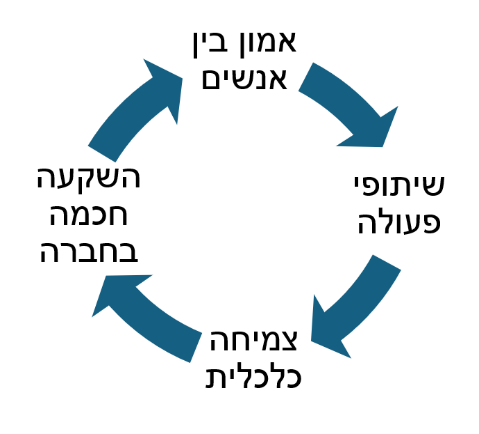 אמון בין
אנשים
שיתופי
פעולה
צמיחה
כלכלית
השקעה
חכמה
בחברה